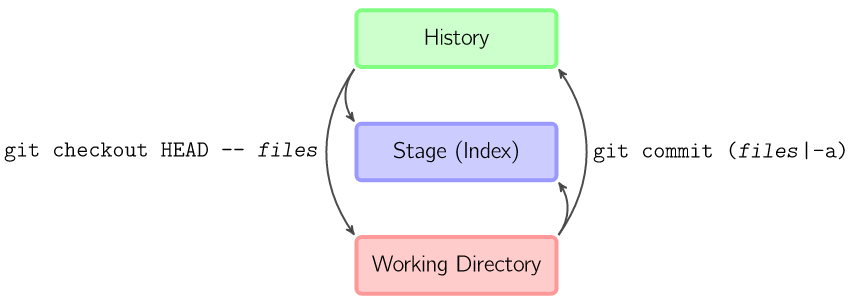 History
git checkout HEAD -- files
Stage (Index)
git commit (files|-a)
Working Directory